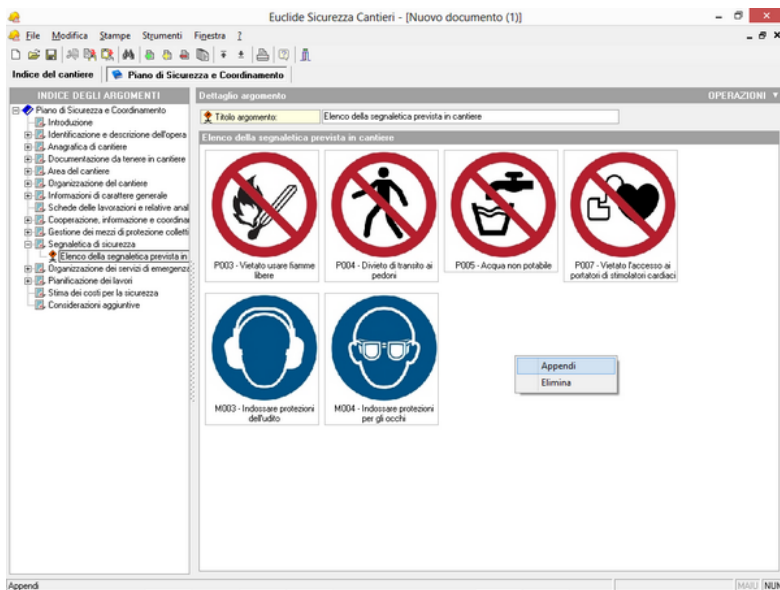 Euclide Sicurezza Cantieri - [Nuovo documento (1)]
File Modifica Stampe Strumenti Finestra ?
Indice del cantiere Piano di Sicurezza e Coordinamento
INDICE DEGLI ARGOMENTI
Piano di Sicurezza e Coordinamento
Introduzione
Identificazione e descrizione dell'opera
Anagrafica di cantiere
Documentazione da tenere in cantiere
Area del cantiere
Organizzazione del cantiere
Informazioni di carattere generale
Schede delle lavorazioni e relative anal
Cooperazione, informazione e coordinar
Gestione dei mezzi di protezione colletti
Segnaletica di sicurezza
Elenco della segnaletica prevista in
Organizzazione dei servizi di emergenza
Pianificazione dei lavori
Stima dei costi per la sicurezza
Considerazioni aggiuntive
Dettaglio argomento OPERAZIONI
Titolo argomento: Elenco della segnaletica prevista in cantiere
Elenco della segnaletica prevista in cantiere
P003 - Vietato usare fiamme
libere
P004 - Divieto di transito ai
pedoni
P005 - Acqua non potabile
P007 - Vietato l'accesso ai
portatori di stimolatori cardiaci
M003 - Indossare protezioni
dell'udito
M004 - Indossare protezioni
per gli occhi
Appendi
Elimina
Appendi MAIU NUM